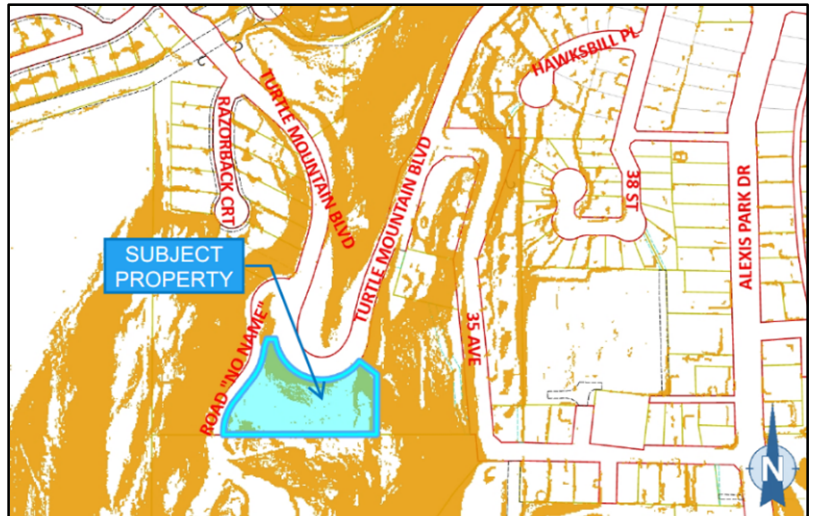 HAWKSBILL PL
TURTLE MOUNTAIN BLVD
RAZORBACK CRT
TURTLE MOUNTAIN BLVD
38 ST
ALEXIS PARK DR
SUBJECT
PROPERTY
35 AVE
ROAD "NO NAME"
N